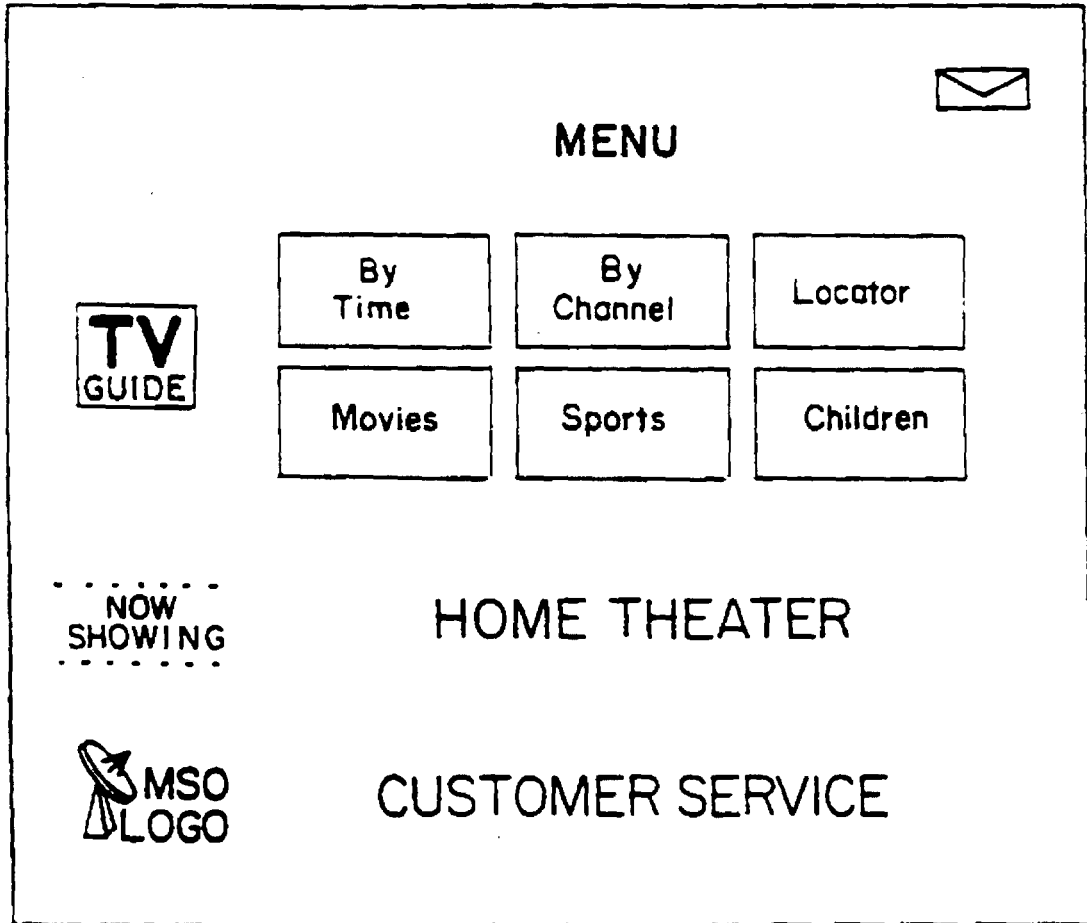 MENU
By
Time
By
Channel
Locator
TV
GUIDE
Movies
Sports
Children
NOW
SHOWING
HOME THEATER
MSO
LOGO
CUSTOMER SERVICE